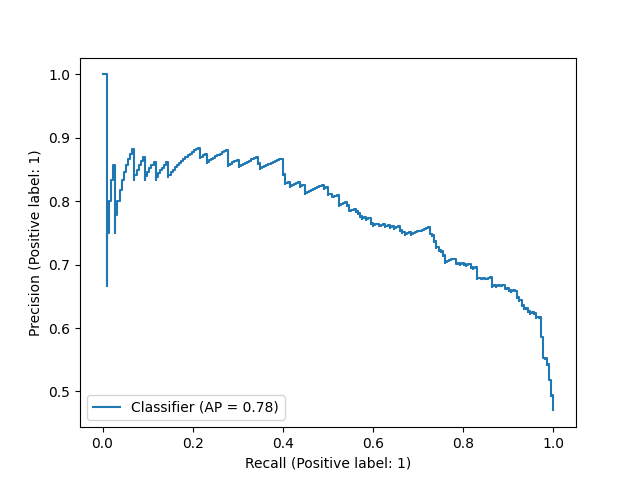 Precision (Positive label: 1)
1.0
0.9
0.8
0.7
0.6
0.5
Classifier (AP = 0.78)
0.0 0.2 0.4 0.6 0.8 1.0
Recall (Positive label: 1)